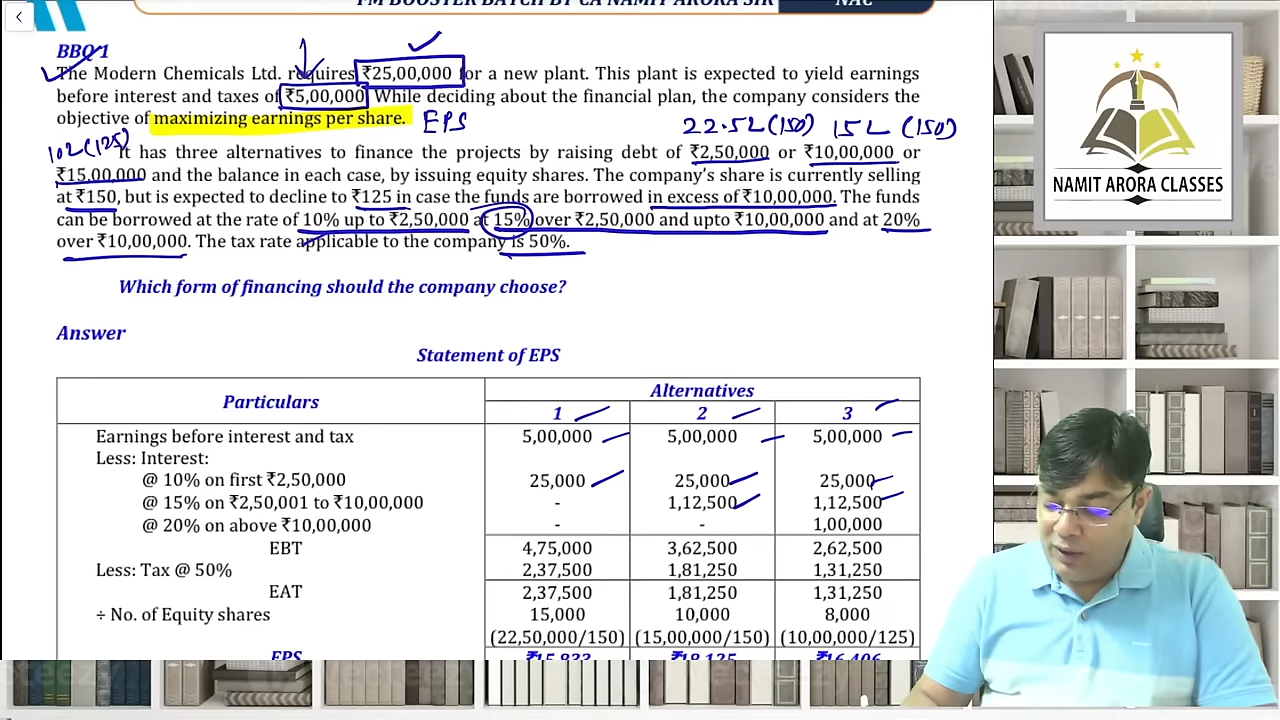 FM BOOSTER BATCH BY CA NAMIT ARORA SIR
NAC
BBQ 1
The Modern Chemicals Ltd. requires ₹25,00,000 for a new plant. This plant is expected to yield earnings
before interest and taxes of ₹5,00,000. While deciding about the financial plan, the company considers the
objective of maximizing earnings per share. EPS
22.5L (150) 15L (150)
10L (125)
It has three alternatives to finance the projects by raising debt of ₹2,50,000 or ₹10,00,000 or
₹15,00,000 and the balance in each case, by issuing equity shares. The company's share is currently selling
at ₹150, but is expected to decline to ₹125 in case the funds are borrowed in excess of ₹10,00,000. The funds
can be borrowed at the rate of 10% up to ₹2,50,000 at 15% over ₹2,50,000 and upto ₹10,00,000 and at 20%
over ₹10,00,000. The tax rate applicable to the company is 50%.
Which form of financing should the company choose?
Answer
Statement of EPS
Particulars Alternatives
1 2 3
Earnings before interest and tax 5,00,000 5,00,000 5,00,000
Less: Interest:
@ 10% on first ₹2,50,000 25,000 25,000 25,000
@ 15% on ₹2,50,001 to ₹10,00,000 - 1,12,500 1,12,500
@ 20% on above ₹10,00,000 - - 1,00,000
EBT 4,75,000 3,62,500 2,62,500
Less: Tax @ 50% 2,37,500 1,81,250 1,31,250
EAT 2,37,500 1,81,250 1,31,250
÷ No. of Equity shares 15,000 10,000 8,000
(22,50,000/150) (15,00,000/150) (10,00,000/125)
EPS ₹15.833 ₹18.125 ₹16.406
NAMIT ARORA CLASSES